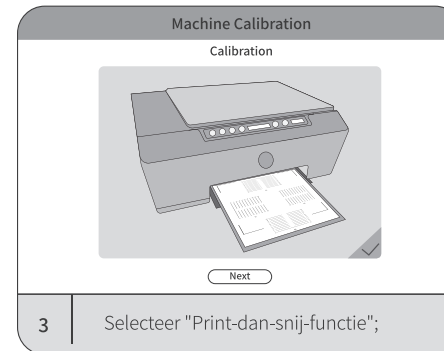 Machine Calibration
Calibration
Next
3
Selecteer "Print-dan-snij-functie";